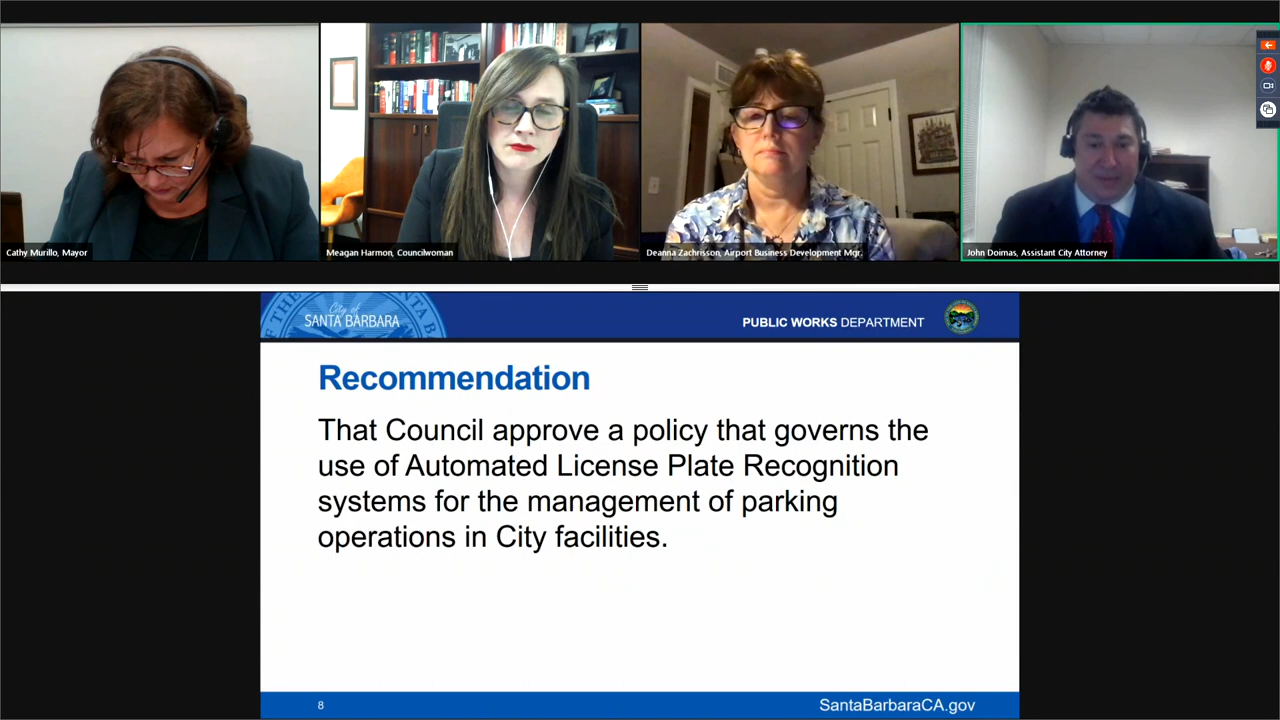 Cathy Murillo, Mayor
Meagan Harmon, Councilwoman
Deanna Zachrisson, Airport Business Development Mgr.
John Doimas, Assistant City Attorney
City of
SANTA BARBARA
PUBLIC WORKS DEPARTMENT
Recommendation
That Council approve a policy that governs the
use of Automated License Plate Recognition
systems for the management of parking
operations in City facilities.
8
SantaBarbaraCA.gov